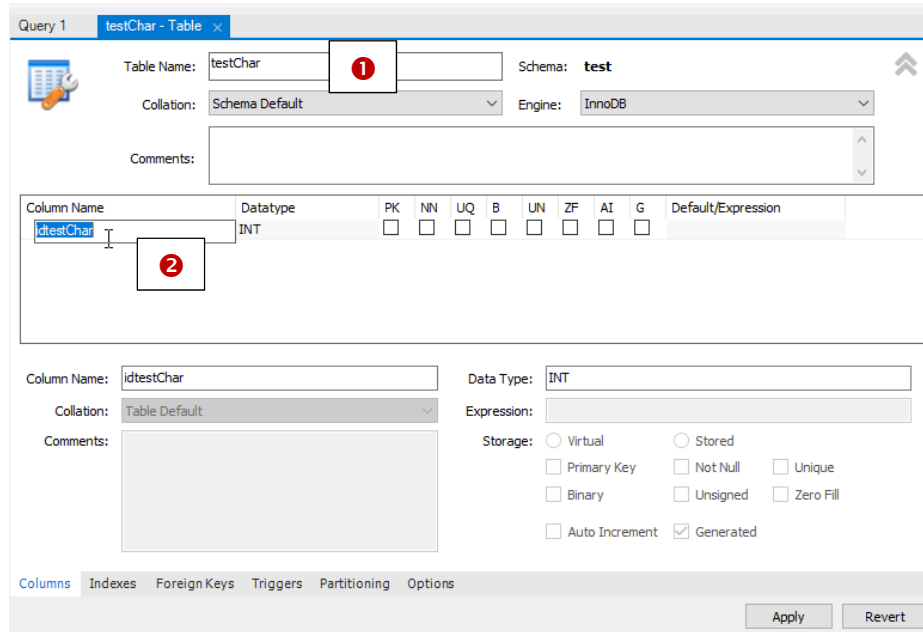 Query 1 testChar - Table ×
Table Name: testChar ❶ Schema: test
Collation: Schema Default Engine: InnoDB
Comments:
Column Name Datatype PK NN UQ B UN ZF AI G Default/Expression
idtestChar INT
❷
Column Name: idtestChar Data Type: INT
Collation: Table Default Expression:
Comments: Storage: Virtual Stored
Primary Key Not Null Unique
Binary Unsigned Zero Fill
Auto Increment Generated
Columns Indexes Foreign Keys Triggers Partitioning Options
Apply Revert